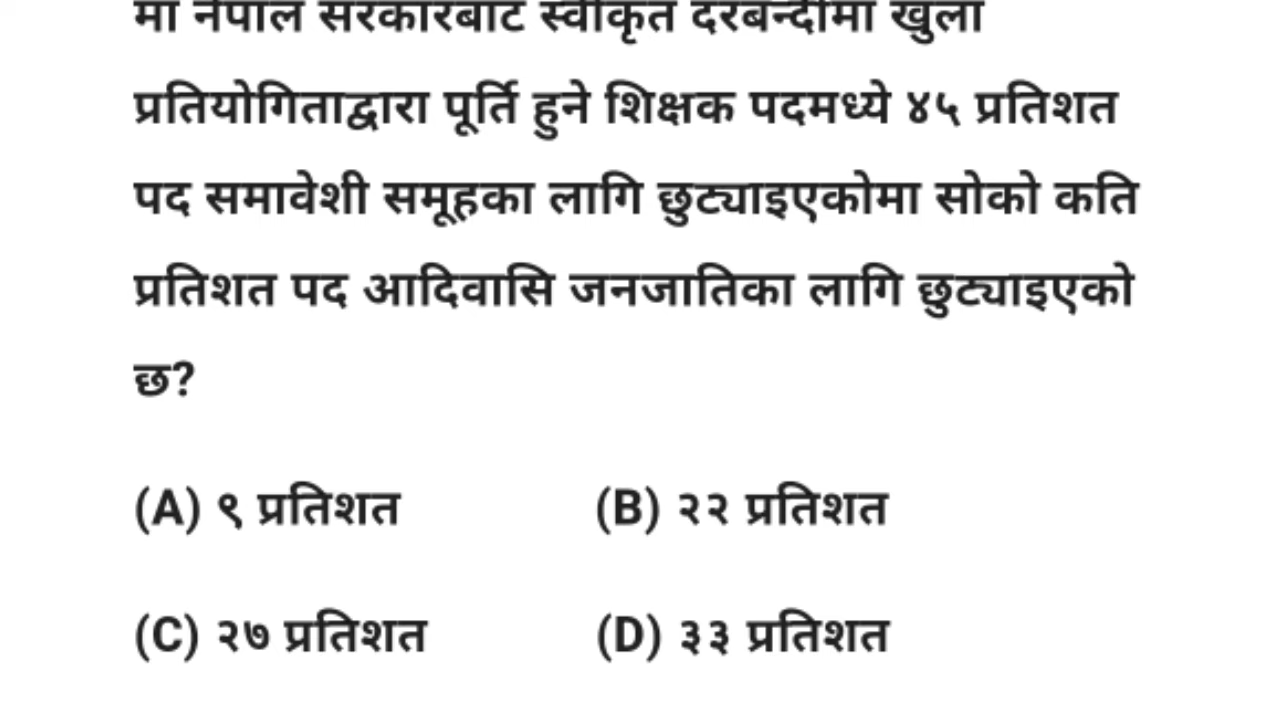 मा नेपाल सरकारबाट स्वीकृत दरबन्दीमा खुला
प्रतियोगिताद्वारा पूर्ति हुने शिक्षक पदमध्ये ४५ प्रतिशत
पद समावेशी समूहका लागि छुट्याइएकोमा सोको कति
प्रतिशत पद आदिवासि जनजातिका लागि छुट्याइएको
छ?
(A) ९ प्रतिशत (B) २२ प्रतिशत
(C) २७ प्रतिशत (D) ३३ प्रतिशत